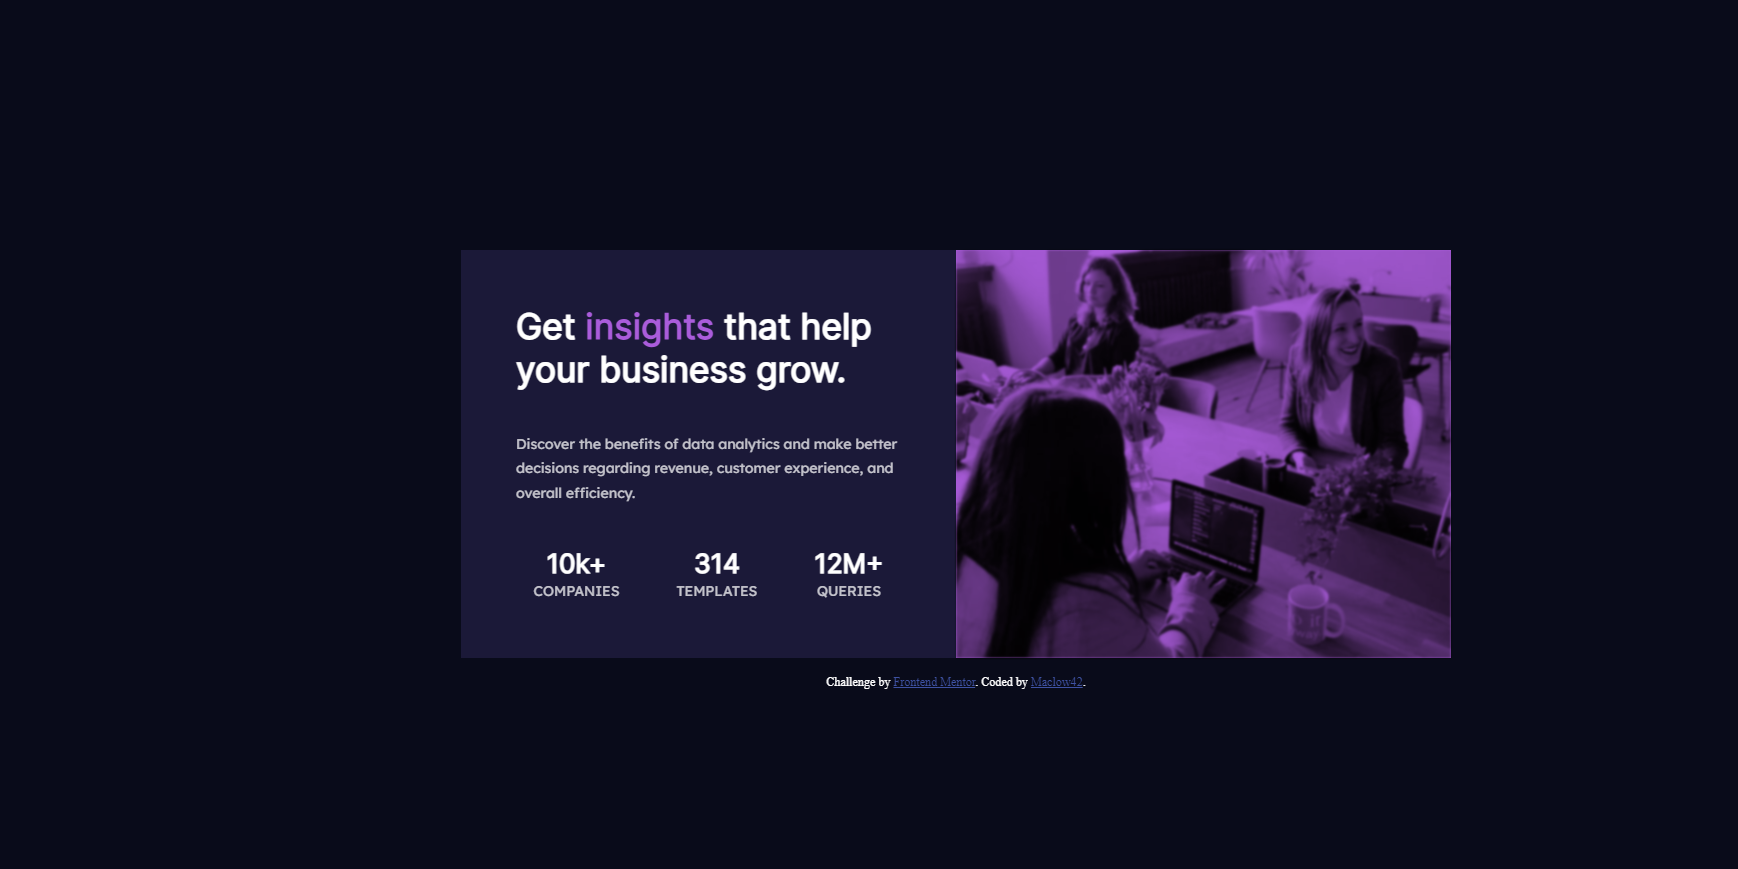 Get insights that help
your business grow.
Discover the benefits of data analytics and make better
decisions regarding revenue, customer experience, and
overall efficiency.
10k+ 314 12M+
COMPANIES TEMPLATES QUERIES
Challenge by Frontend Mentor. Coded by Maclow42.